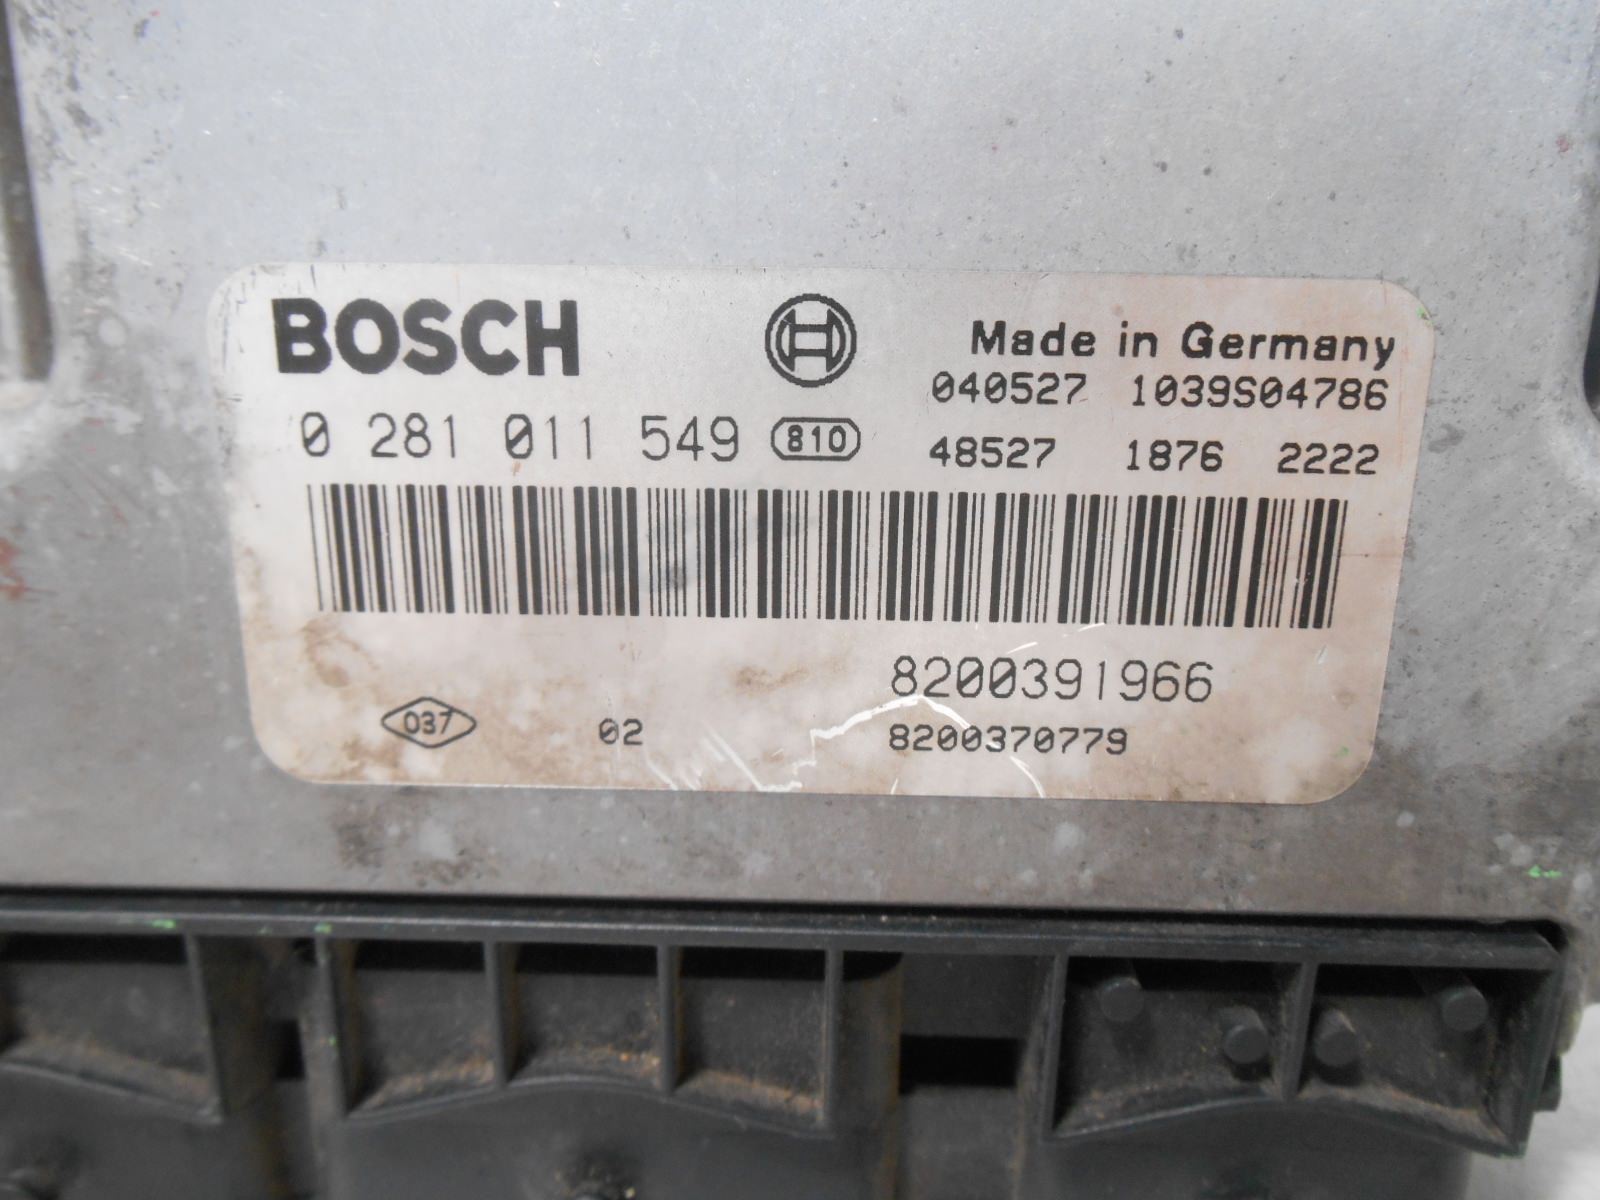 BOSCH
Made in Germany
040527 1039S04786
0 281 011 549 810
48527 1876 2222
8200391966
037 02
8200370779